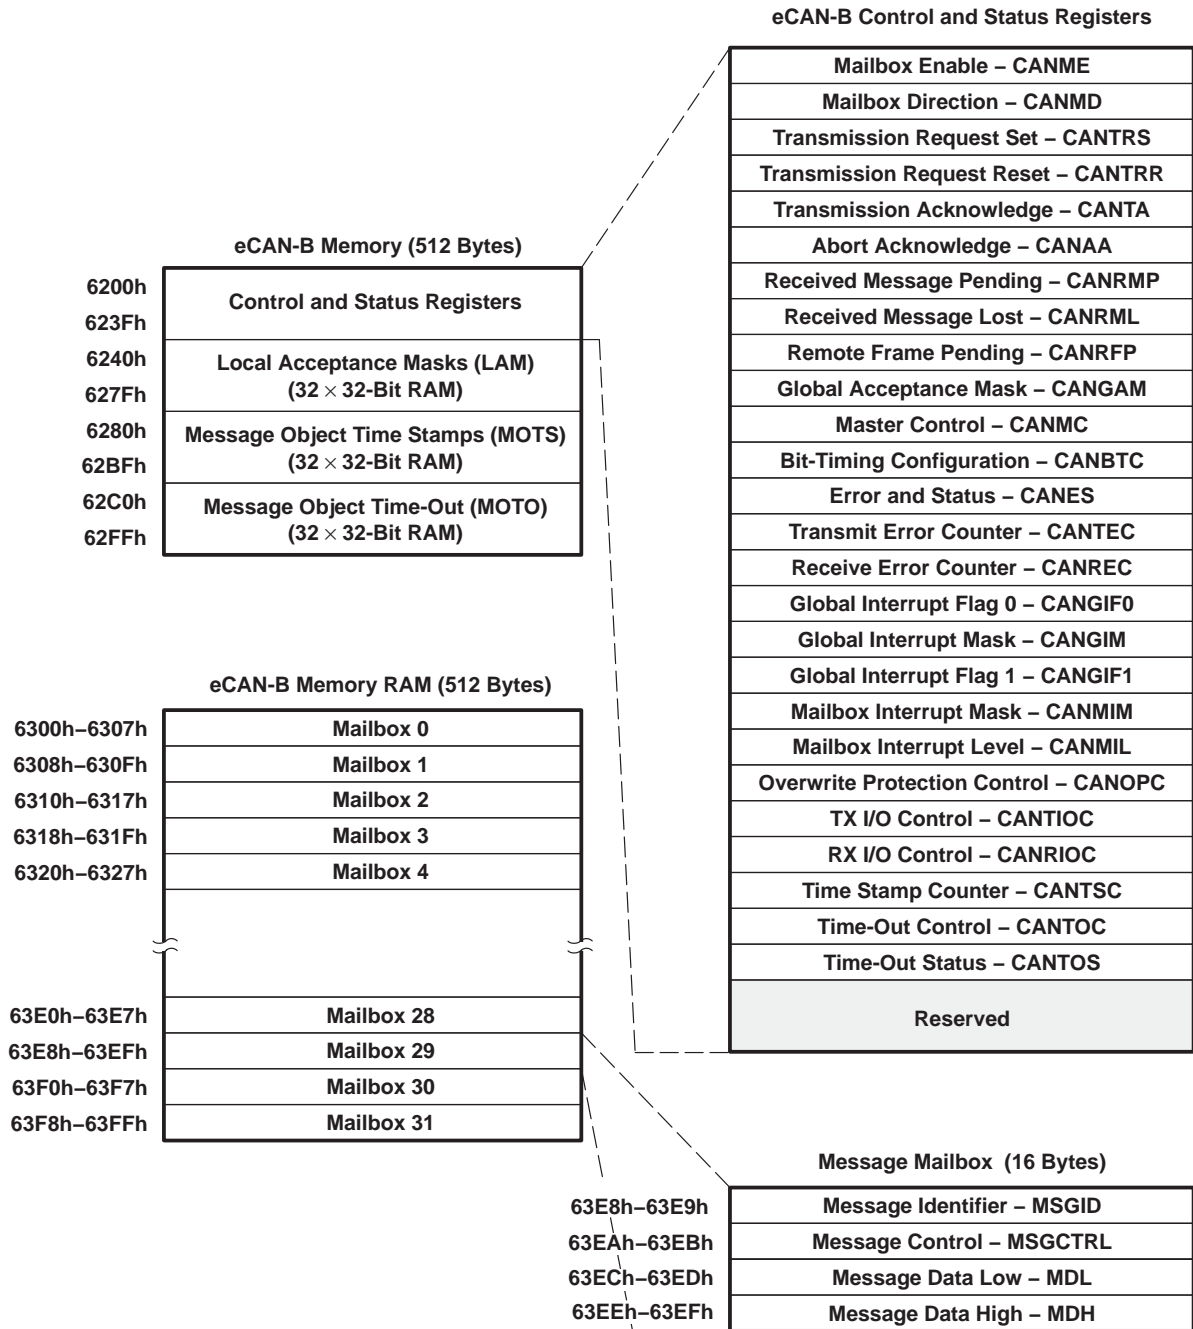 eCAN-B Control and Status Registers
Mailbox Enable – CANME
Mailbox Direction – CANMD
Transmission Request Set – CANTRS
Transmission Request Reset – CANTRR
Transmission Acknowledge – CANTA
Abort Acknowledge – CANAA
Received Message Pending – CANRMP
Received Message Lost – CANRML
Remote Frame Pending – CANRFP
Global Acceptance Mask – CANGAM
Master Control – CANMC
Bit-Timing Configuration – CANBTC
Error and Status – CANES
Transmit Error Counter – CANTEC
Receive Error Counter – CANREC
Global Interrupt Flag 0 – CANGIF0
Global Interrupt Mask – CANGIM
Global Interrupt Flag 1 – CANGIF1
Mailbox Interrupt Mask – CANMIM
Mailbox Interrupt Level – CANMIL
Overwrite Protection Control – CANOPC
TX I/O Control – CANTIOC
RX I/O Control – CANRIOC
Time Stamp Counter – CANTSC
Time-Out Control – CANTOC
Time-Out Status – CANTOS
Reserved
eCAN-B Memory (512 Bytes)
6200h
Control and Status Registers
623Fh
6240h
Local Acceptance Masks (LAM)
(32 × 32-Bit RAM)
627Fh
6280h
Message Object Time Stamps (MOTS)
(32 × 32-Bit RAM)
62BFh
62C0h
Message Object Time-Out (MOTO)
(32 × 32-Bit RAM)
62FFh
eCAN-B Memory RAM (512 Bytes)
6300h–6307h Mailbox 0
6308h–630Fh Mailbox 1
6310h–6317h Mailbox 2
6318h–631Fh Mailbox 3
6320h–6327h Mailbox 4
63E0h–63E7h Mailbox 28
63E8h–63EFh Mailbox 29
63F0h–63F7h Mailbox 30
63F8h–63FFh Mailbox 31
Message Mailbox (16 Bytes)
63E8h–63E9h Message Identifier – MSGID
63EAh–63EBh Message Control – MSGCTRL
63ECh–63EDh Message Data Low – MDL
63EEh–63EFh Message Data High – MDH